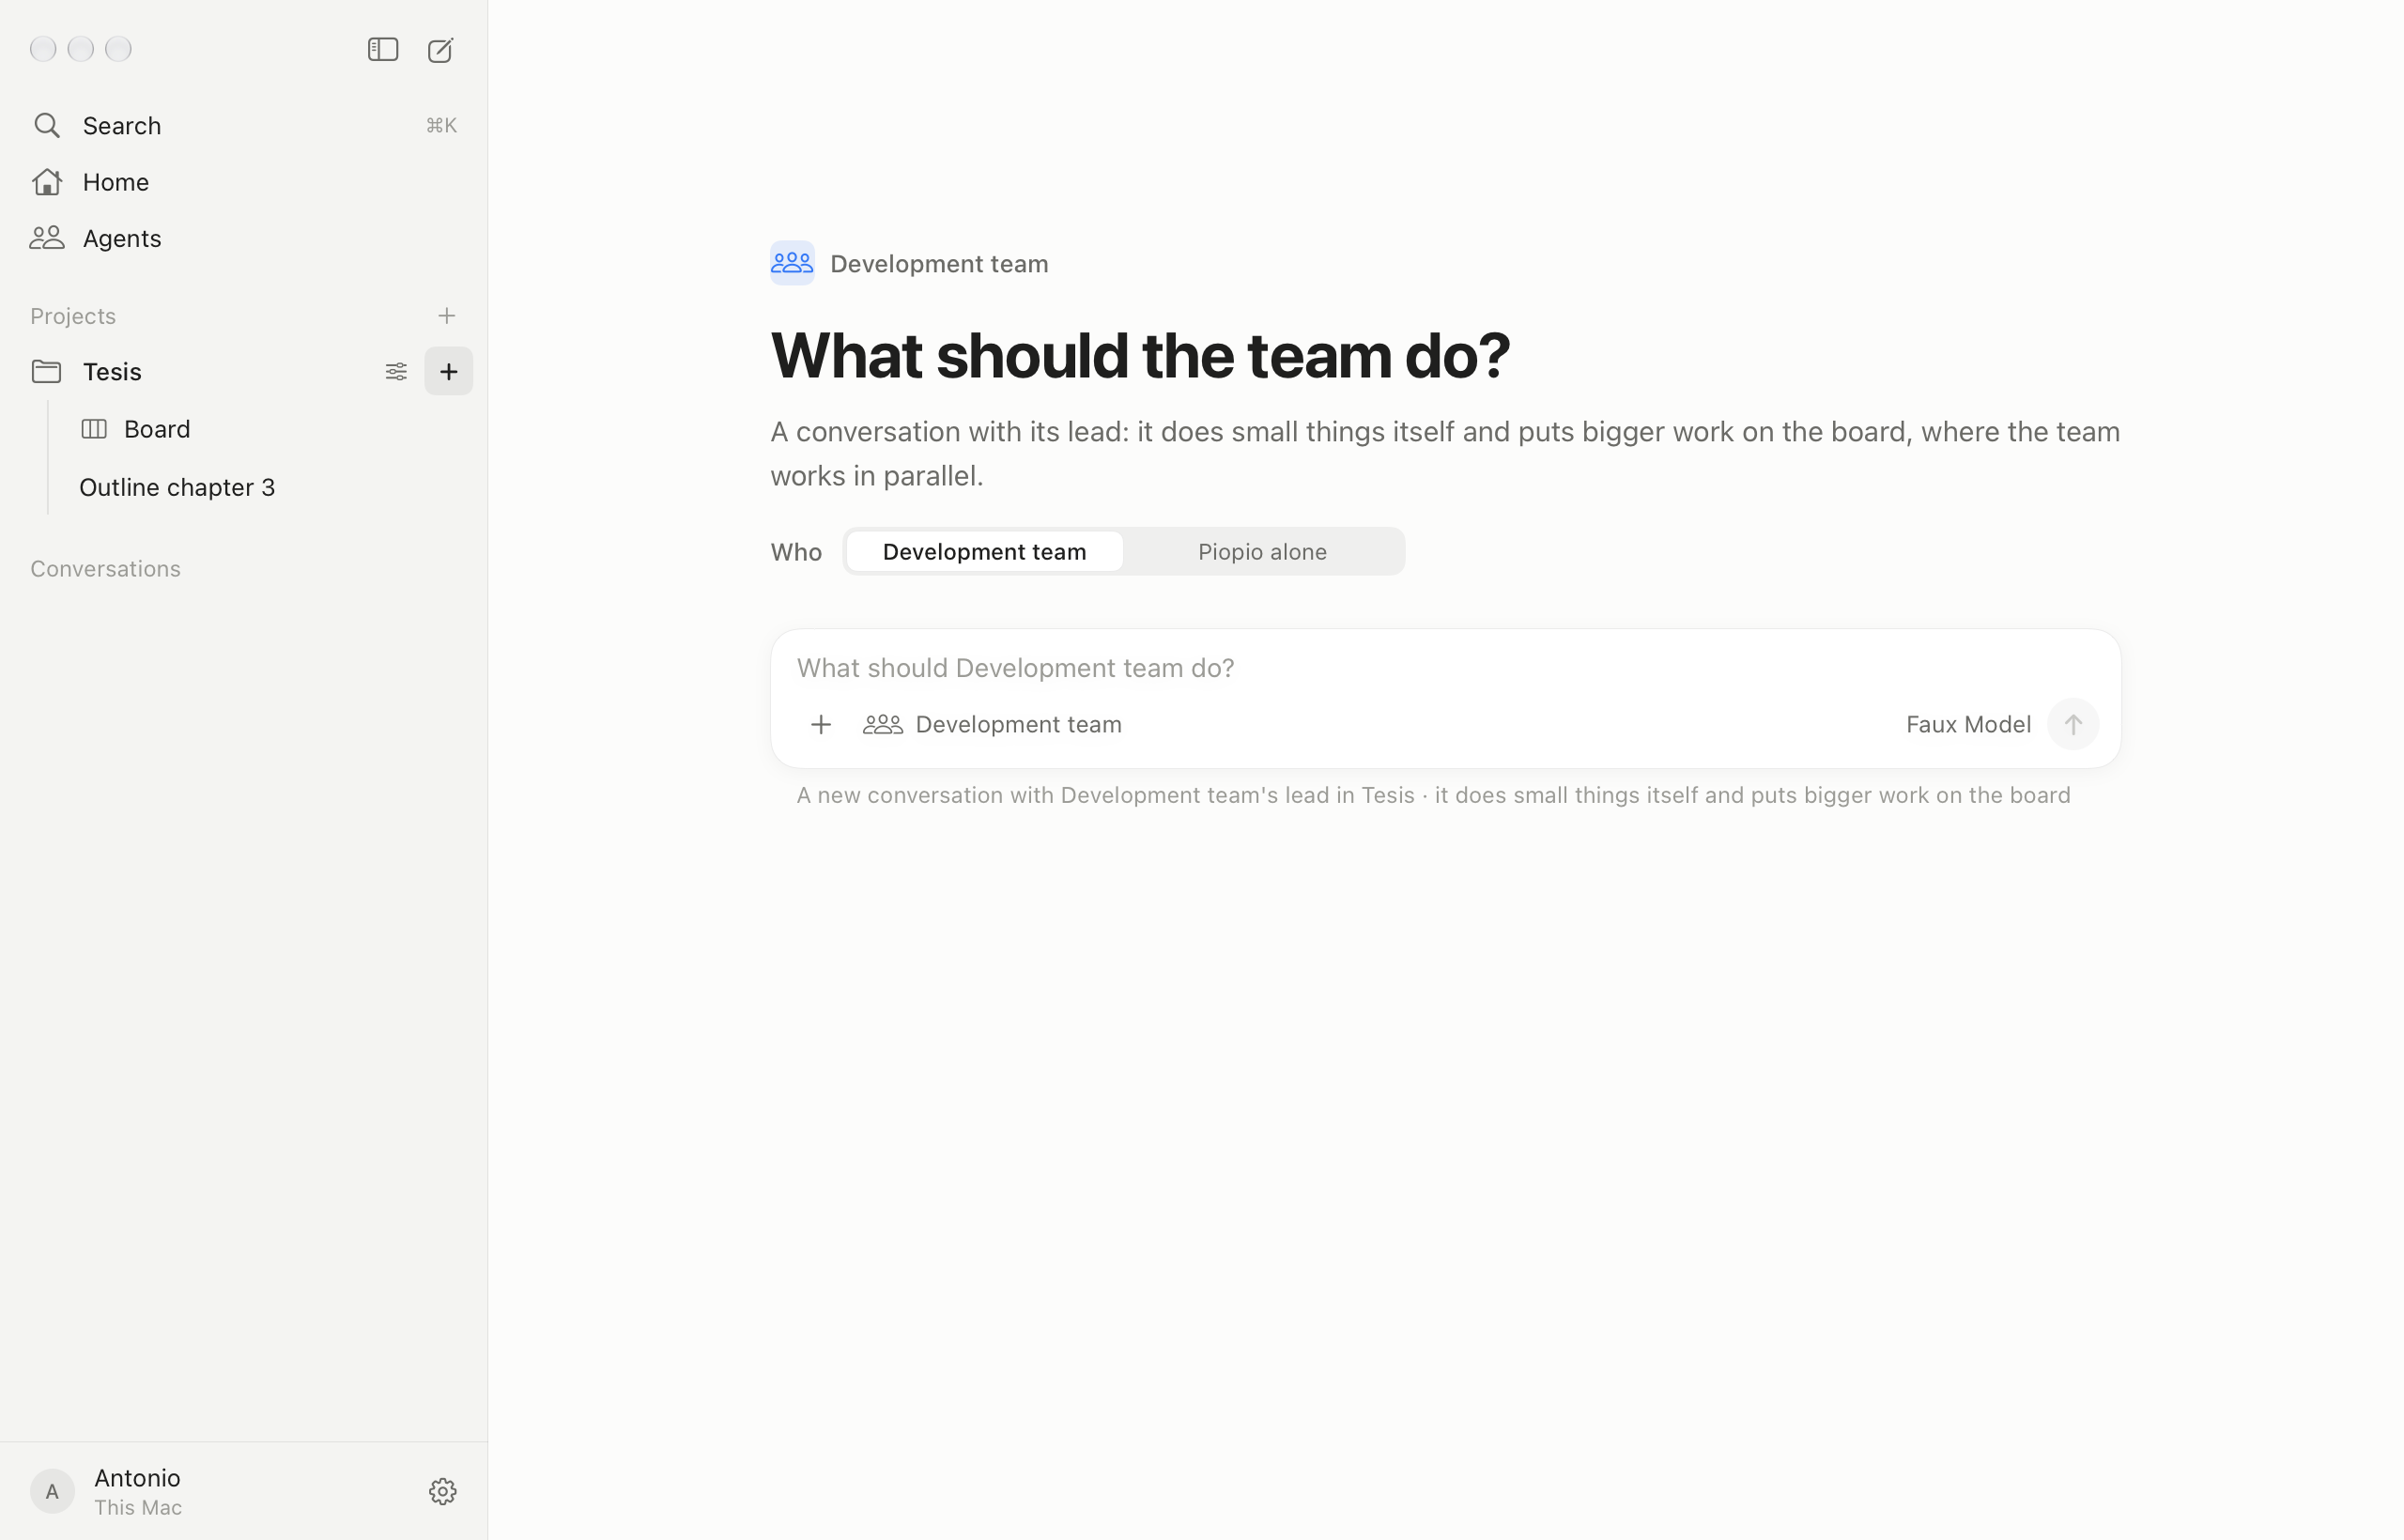 Search ⌘K
Home
Agents
Projects
Tesis
Board
Outline chapter 3
Conversations
Development team
What should the team do?
A conversation with its lead: it does small things itself and puts bigger work on the board, where the team
works in parallel.
Who Development team Piopio alone
What should Development team do?
Development team Faux Model
A new conversation with Development team's lead in Tesis · it does small things itself and puts bigger work on the board
A Antonio
This Mac